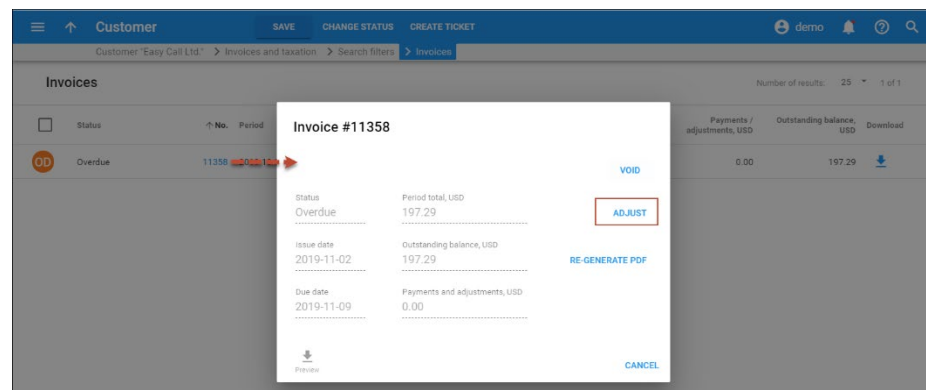 Customer SAVE CHANGE STATUS CREATE TICKET demo
Customer "Easy Call Ltd." > Invoices and taxation > Search filters > Invoices
Invoices Number of results: 25 1 of 1
Status No. Period Payments / adjustments, USD Outstanding balance, USD Download
OD Overdue 11358 0.00 197.29
Invoice #11358
VOID
Status Period total, USD
Overdue 197.29 ADJUST
Issue date Outstanding balance, USD
2019-11-02 197.29 RE-GENERATE PDF
Due date Payments and adjustments, USD
2019-11-09 0.00
Preview CANCEL